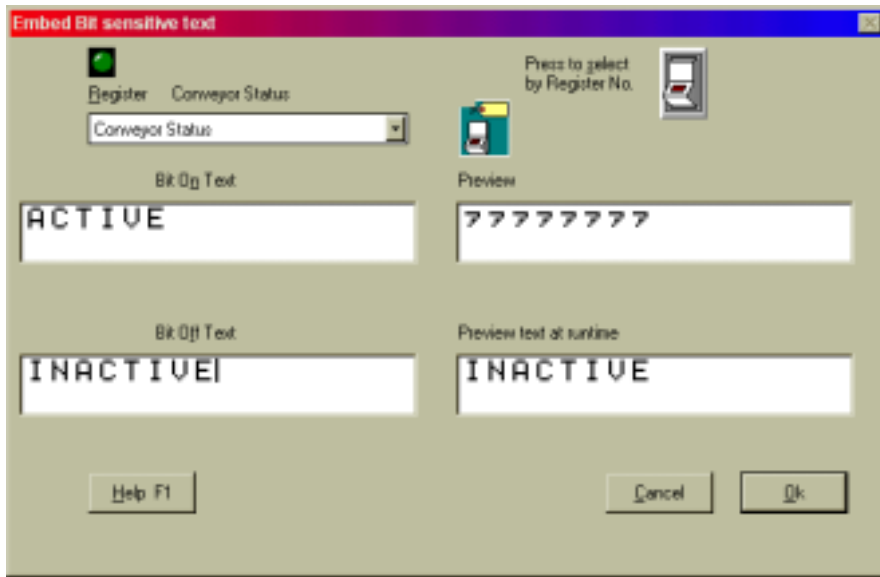 Embed Bit sensitive text
Press to select
by Register No.
Register Conveyor Status
Conveyor Status
Bit On Text
Preview
ACTIVE
77777777
Bit Off Text
Preview text at runtime
INACTIVE
INACTIVE
Help F1
Cancel
Ok